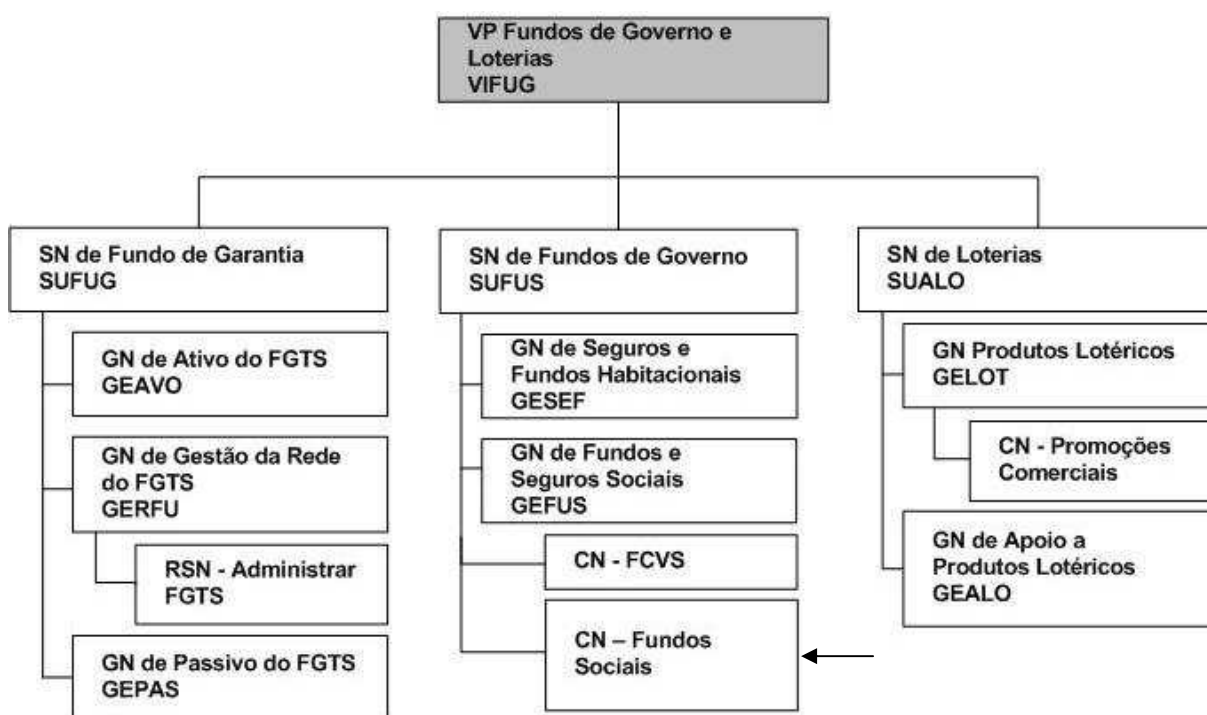 VP Fundos de Governo e
Loterias
VIFUG
SN de Fundo de Garantia
SUFUG
GN de Ativo do FGTS
GEAVO
GN de Gestão da Rede
do FGTS
GERFU
RSN - Administrar
FGTS
GN de Passivo do FGTS
GEPAS
SN de Fundos de Governo
SUFUS
GN de Seguros e
Fundos Habitacionais
GESEF
GN de Fundos e
Seguros Sociais
GEFUS
CN - FCVS
CN – Fundos
Sociais
SN de Loterias
SUALO
GN Produtos Lotéricos
GELOT
CN - Promoções
Comerciais
GN de Apoio a
Produtos Lotéricos
GEALO